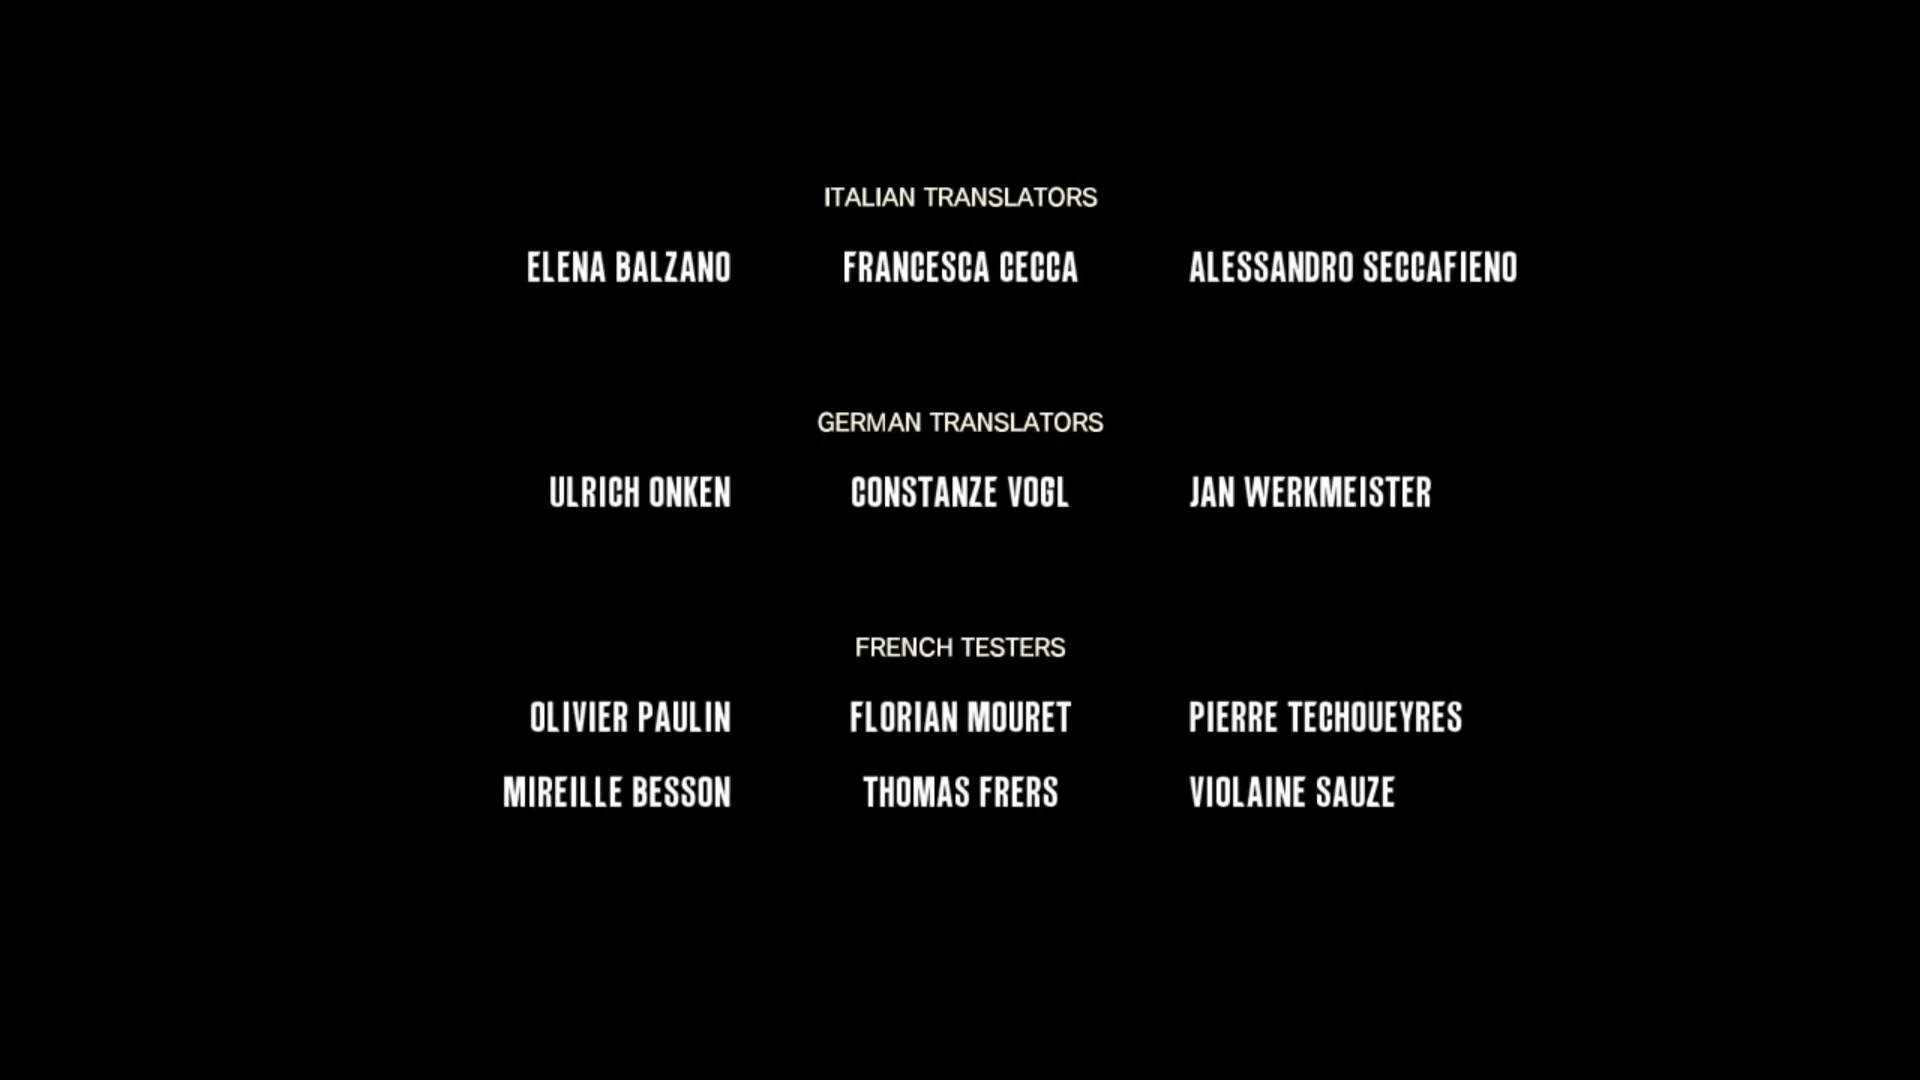 ITALIAN TRANSLATORS
ELENA BALZANO FRANCESCA CECCA ALESSANDRO SECCAFIENO
GERMAN TRANSLATORS
ULRICH ONKEN CONSTANZE VOGL JAN WERKMEISTER
FRENCH TESTERS
OLIVIER PAULIN FLORIAN MOURET PIERRE TECHOUEYRES
MIREILLE BESSON THOMAS FRERS VIOLAINE SAUZE